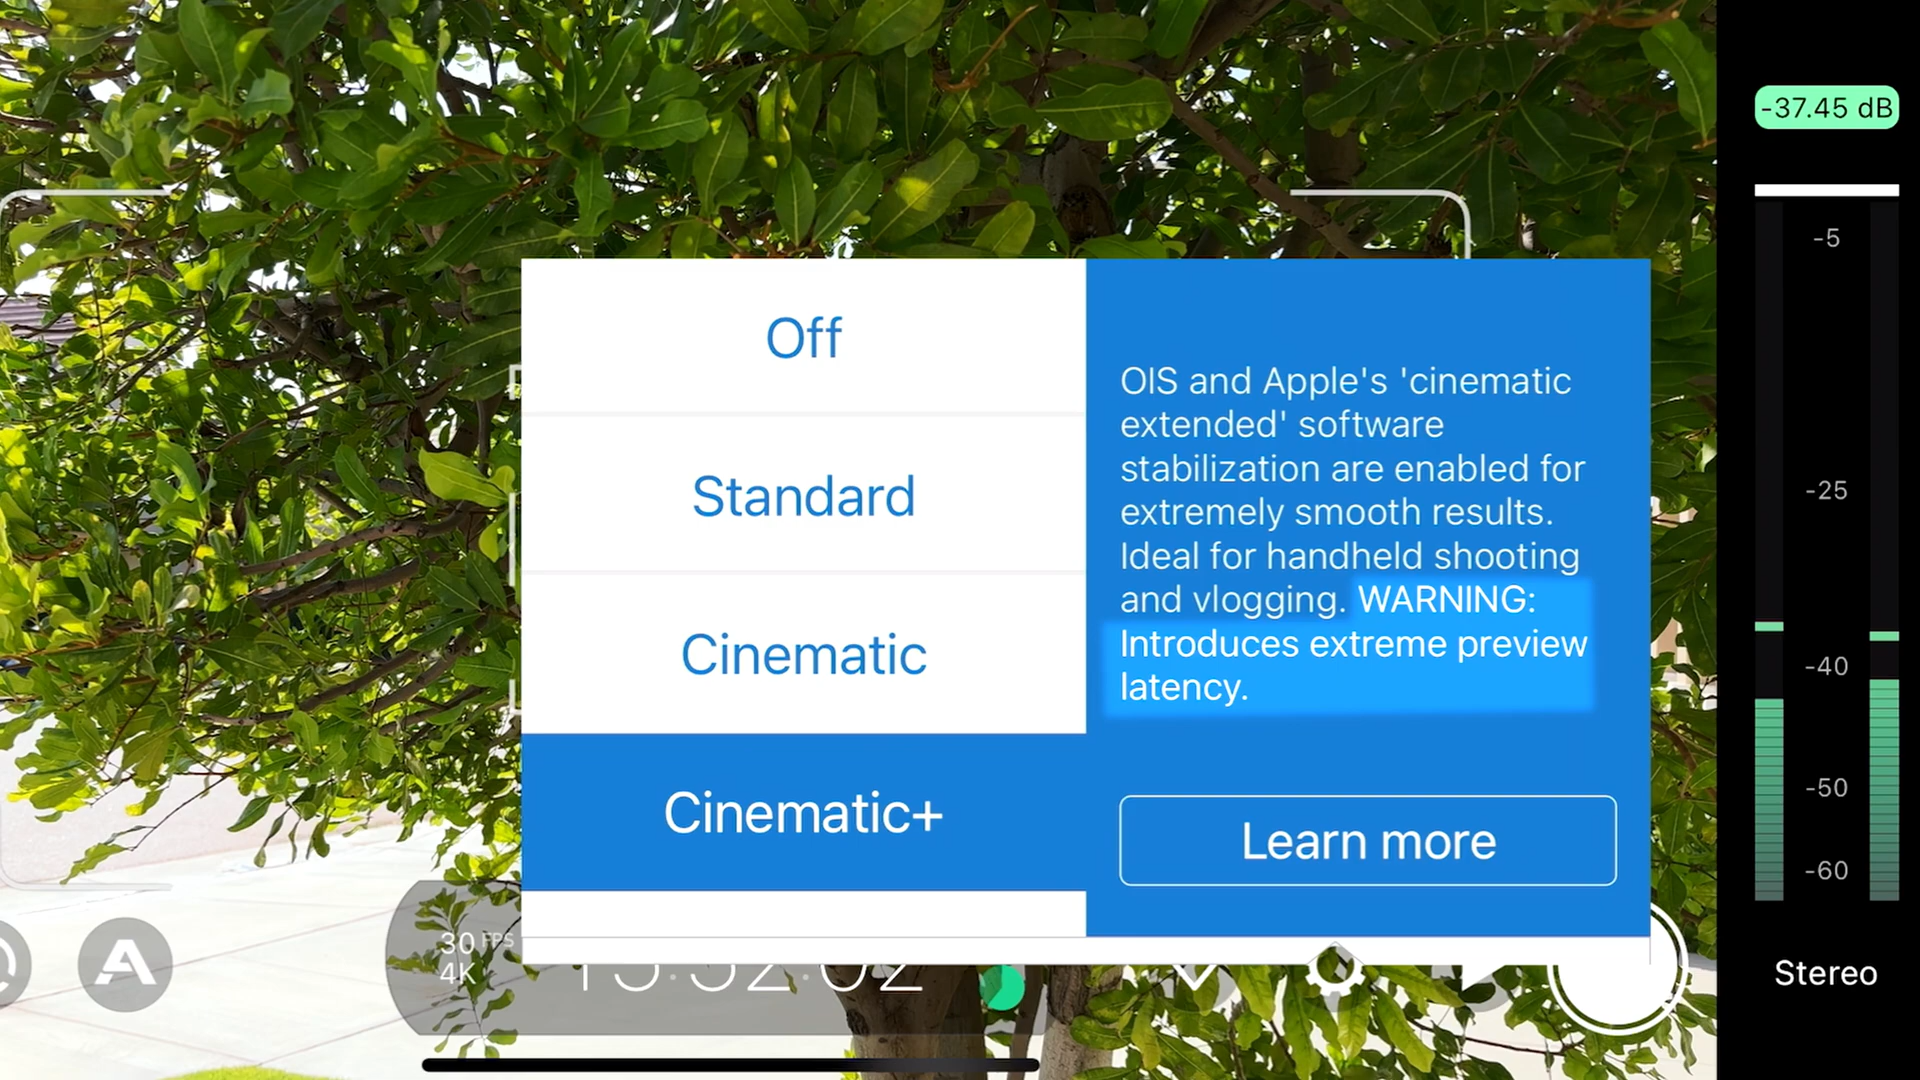 -37.45 dB
-5
Off
OIS and Apple's 'cinematic
extended' software
Standard
stabilization are enabled for
-25
extremely smooth results.
Ideal for handheld shooting
and vlogging. WARNING:
Cinematic
Introduces extreme preview
latency.
-40
Cinematic+
-50
Learn more
-60
30 FPS
4K
Stereo